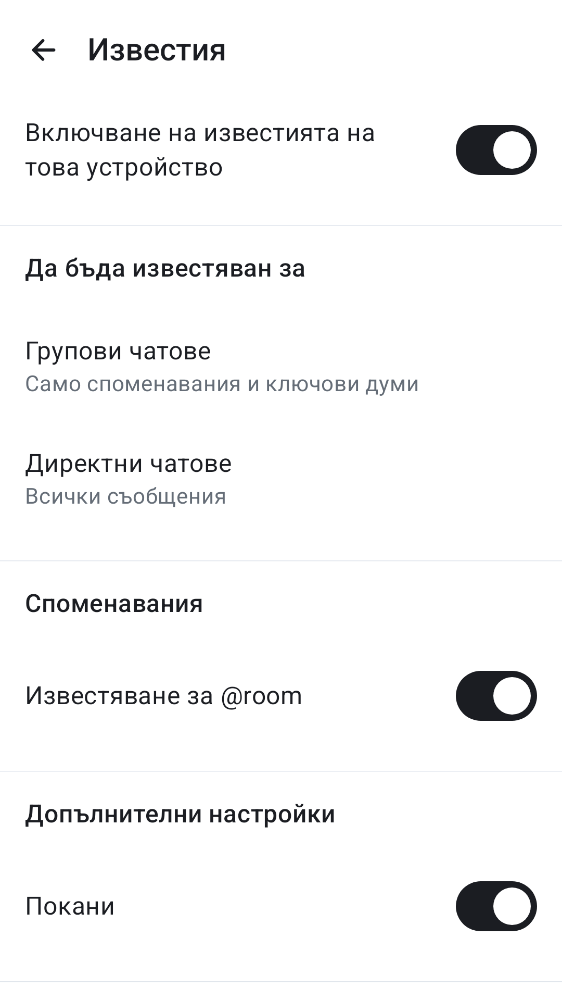 Известия
Включване на известията на
това устройство
Да бъда известяван за
Групови чатове
Само споменавания и ключови думи
Директни чатове
Всички съобщения
Споменавания
Известяване за @room
Допълнителни настройки
Покани